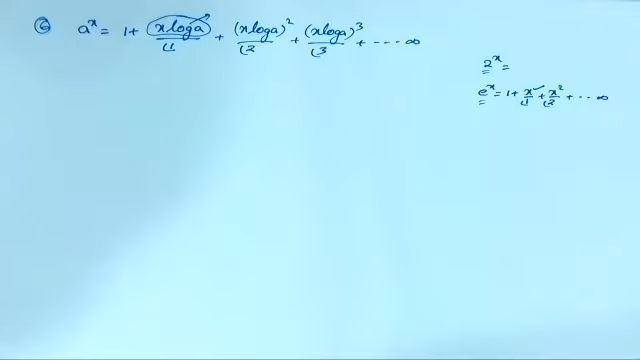 ⑥ a^x = 1 + (x log a)/⌊1 + (x log a)^2/⌊2 + (x log a)^3/⌊3 + ---- ∞
2^x =
e^x = 1 + x/⌊1 + x^2/⌊2 + -- ∞